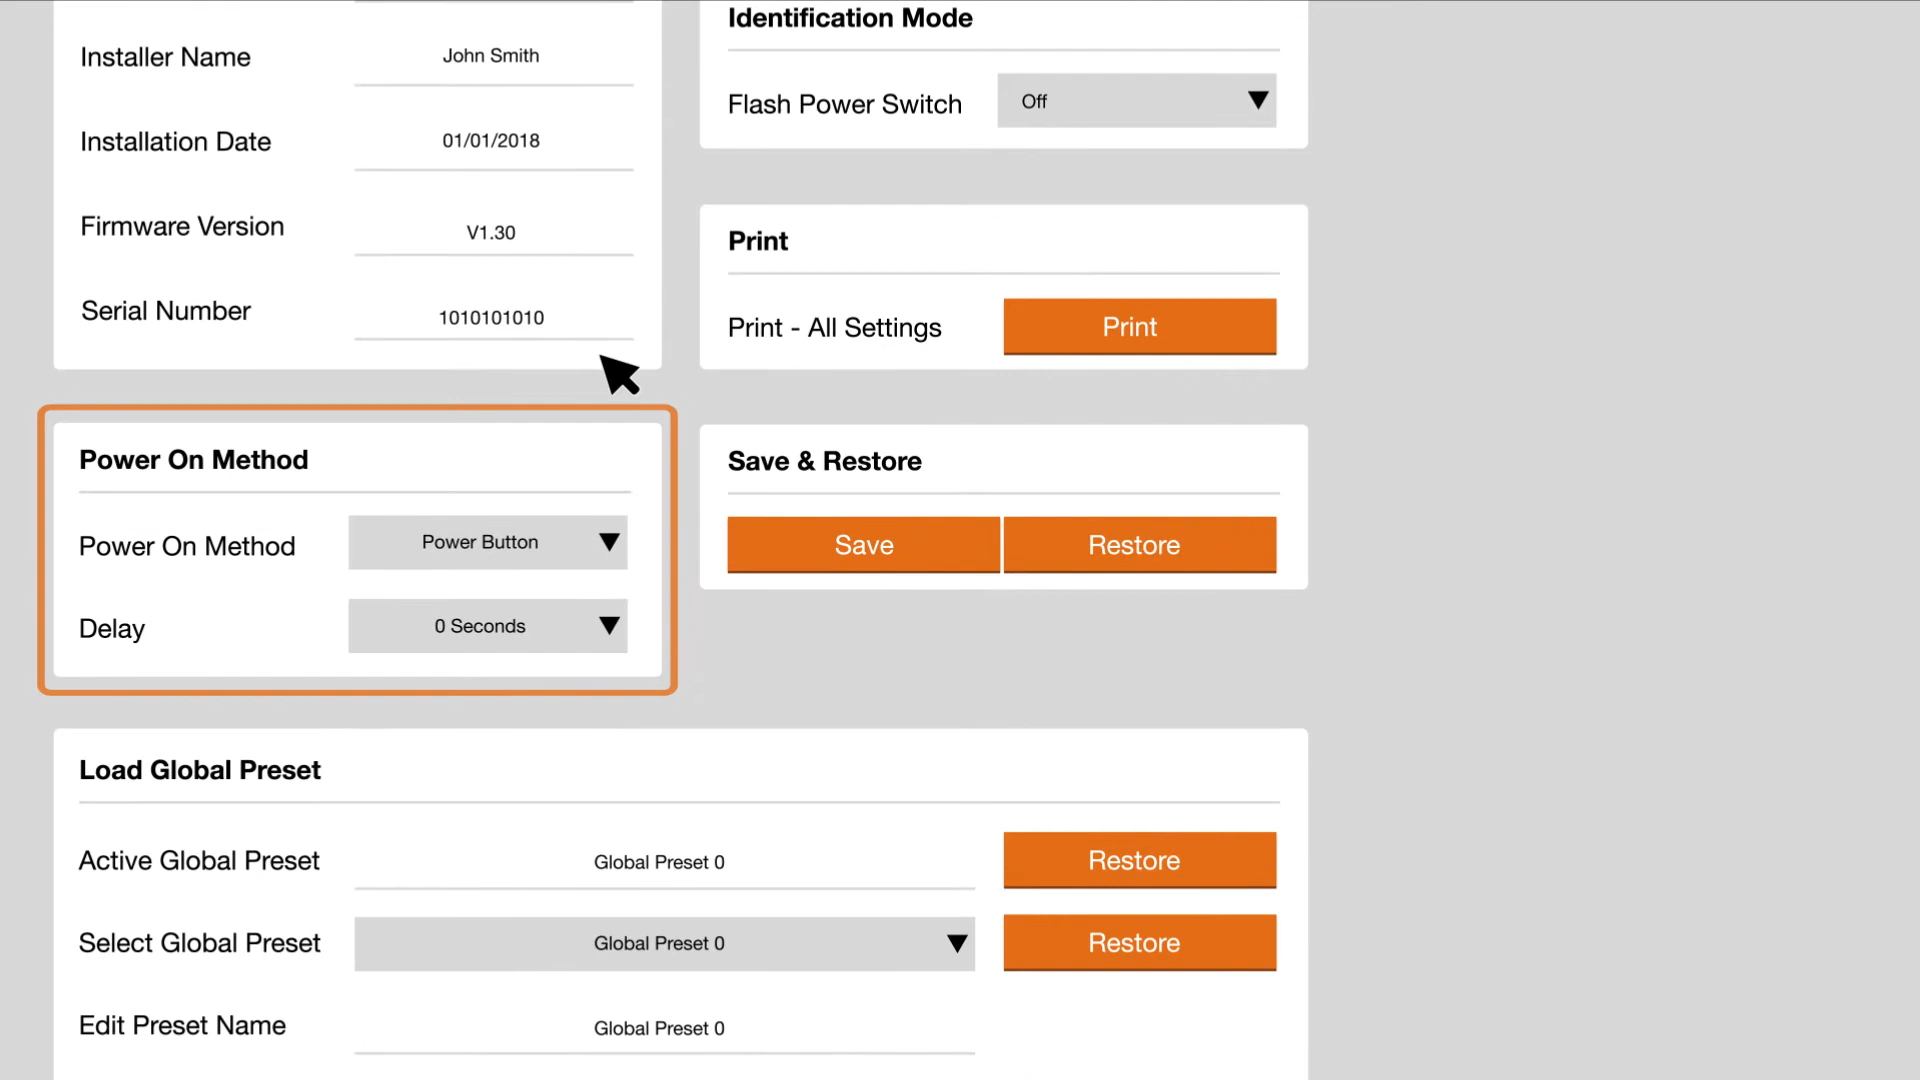 Installer Name John Smith
Installation Date 01/01/2018
Firmware Version V1.30
Serial Number 1010101010
Power On Method
Power On Method Power Button
Delay 0 Seconds
Identification Mode
Flash Power Switch Off
Print
Print - All Settings Print
Save & Restore
Save Restore
Load Global Preset
Active Global Preset Global Preset 0 Restore
Select Global Preset Global Preset 0 Restore
Edit Preset Name Global Preset 0